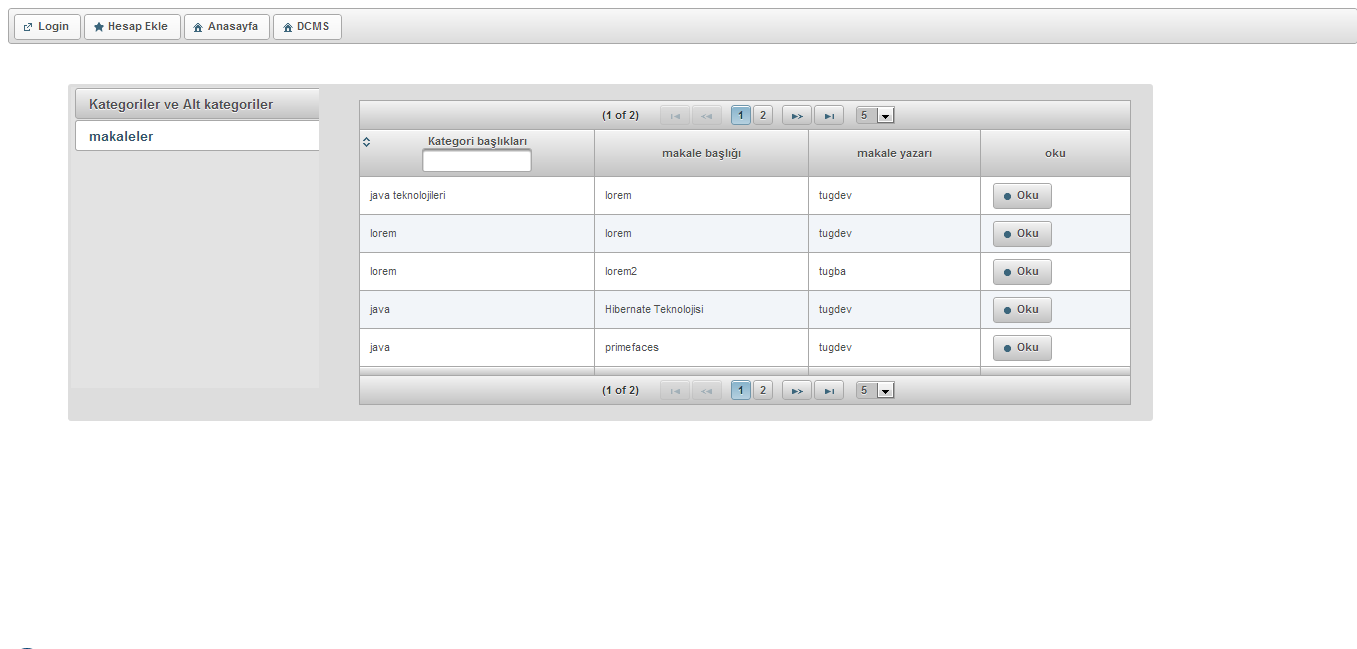 Login Hesap Ekle Anasayfa DCMS
Kategoriler ve Alt kategoriler
makaleler
(1 of 2) 1 2 5
Kategori başlıkları makale başlığı makale yazarı oku
java teknolojileri lorem tugdev Oku
lorem lorem tugdev Oku
lorem lorem2 tugba Oku
java Hibernate Teknolojisi tugdev Oku
java primefaces tugdev Oku
(1 of 2) 1 2 5